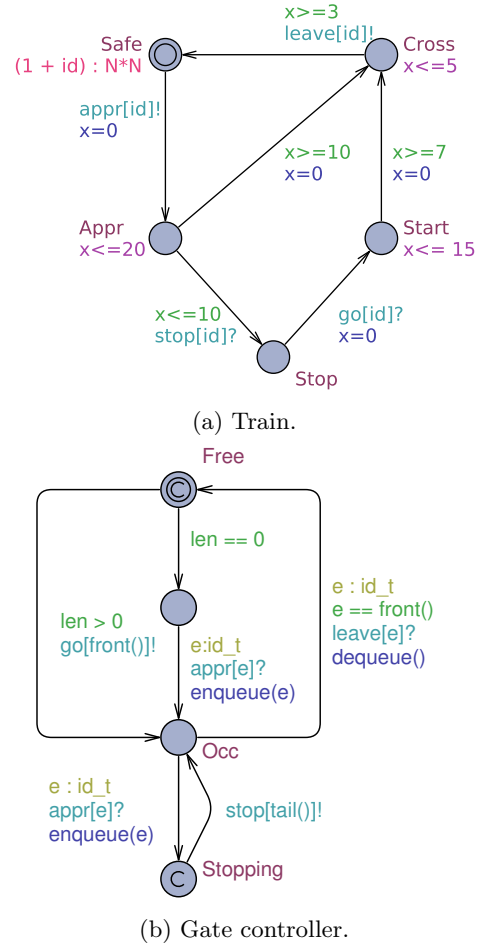 x>=3
leave[id]!
Safe
(1 + id) : N*N
Cross
x<=5
appr[id]!
x=0
x>=10
x=0
x>=7
x=0
Appr
x<=20
Start
x<= 15
x<=10
stop[id]?
go[id]?
x=0
Stop
(a) Train.
Free
C
len == 0
len > 0
go[front()]!
e:id_t
appr[e]?
enqueue(e)
e : id_t
e == front()
leave[e]?
dequeue()
Occ
e : id_t
appr[e]?
enqueue(e)
stop[tail()]!
C
Stopping
(b) Gate controller.